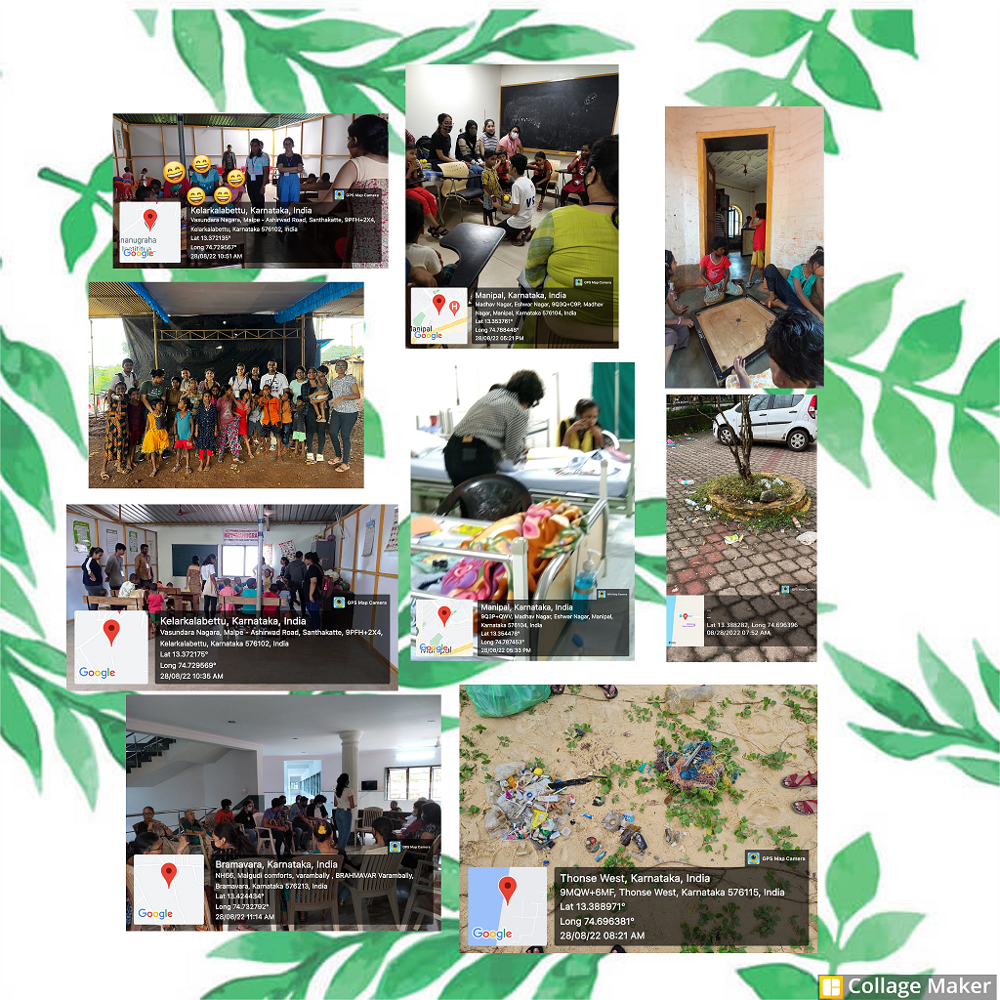 GPS Map Camera
Kelarkalabettu, Karnataka, India
Vasundara Nagara, Malpe - Ashirwad Road, Santhakatte, 9PFH+2X4,
Kelarkalabettu, Karnataka 576102, India
Lat 13.372135°
Long 74.729567°
28/08/22 10:51 AM
Google
GPS Map Camera
Manipal, Karnataka, India
Madhav Nagar, Eshwar Nagar, 9Q3Q+C9P, Madhav
Nagar, Manipal, Karnataka 576104, India
Lat 13.353761°
Long 74.788448°
28/08/22 05:21 PM
Google
GPS Map Camera
Kelarkalabettu, Karnataka, India
Vasundara Nagara, Malpe - Ashirwad Road, Santhakatte, 9PFH+2X4,
Kelarkalabettu, Karnataka 576102, India
Lat 13.372175°
Long 74.729569°
28/08/22 10:35 AM
Google
GPS Map Camera
Manipal, Karnataka, India
9Q3P+QWV, Madhav Nagar, Eshwar Nagar, Manipal,
Karnataka 576104, India
Lat 13.354478°
Long 74.787453°
28/08/22 05:33 PM
Manipal
GPS Map Camera
Lat 13.388282, Long 74.696396
08/28/2022 07:52 AM,
GPS Map Camera
Bramavara, Karnataka, India
NH66, Malgudi comforts, varambally , BRAHMAVAR Varambally,
Bramavara, Karnataka 576213, India
Lat 13.424434°
Long 74.732792°
28/08/22 11:14 AM
Google
GPS Map Camera
Thonse West, Karnataka, India
9MQW+6MF, Thonse West, Karnataka 576115, India
Lat 13.388971°
Long 74.696381°
28/08/22 08:21 AM
Google
Collage Maker